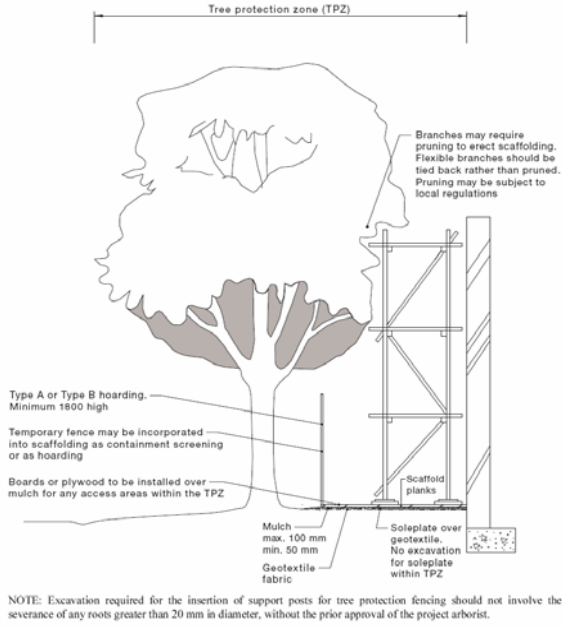 Tree protection zone (TPZ)
Branches may require
pruning to erect scaffolding.
Flexible branches should be
tied back rather than pruned.
Pruning may be subject to
local regulations
Type A or Type B hoarding.
Minimum 1800 high
Temporary fence may be incorporated
into scaffolding as containment screening
or as hoarding
Boards or plywood to be installed over
mulch for any access areas within the TPZ
Scaffold
planks
Mulch
max. 100 mm
min. 50 mm
Geotextile
fabric
Soleplate over
geotextile.
No excavation
for soleplate
within TPZ
NOTE: Excavation required for the insertion of support posts for tree protection fencing should not involve the
severance of any roots greater than 20 mm in diameter, without the prior approval of the project arborist.